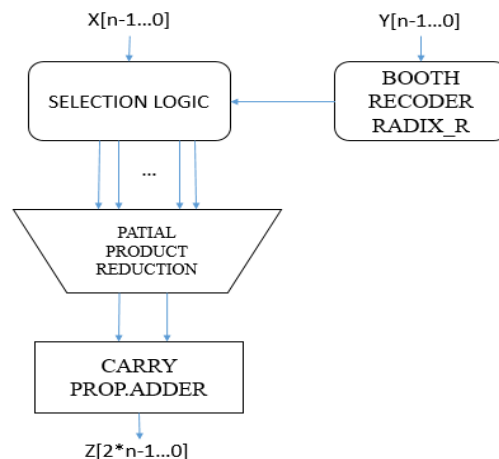 X[n-1...0]
Y[n-1...0]
SELECTION LOGIC
BOOTH
RECODER
RADIX_R
...
PATIAL
PRODUCT
REDUCTION
CARRY
PROP.ADDER
Z[2*n-1...0]